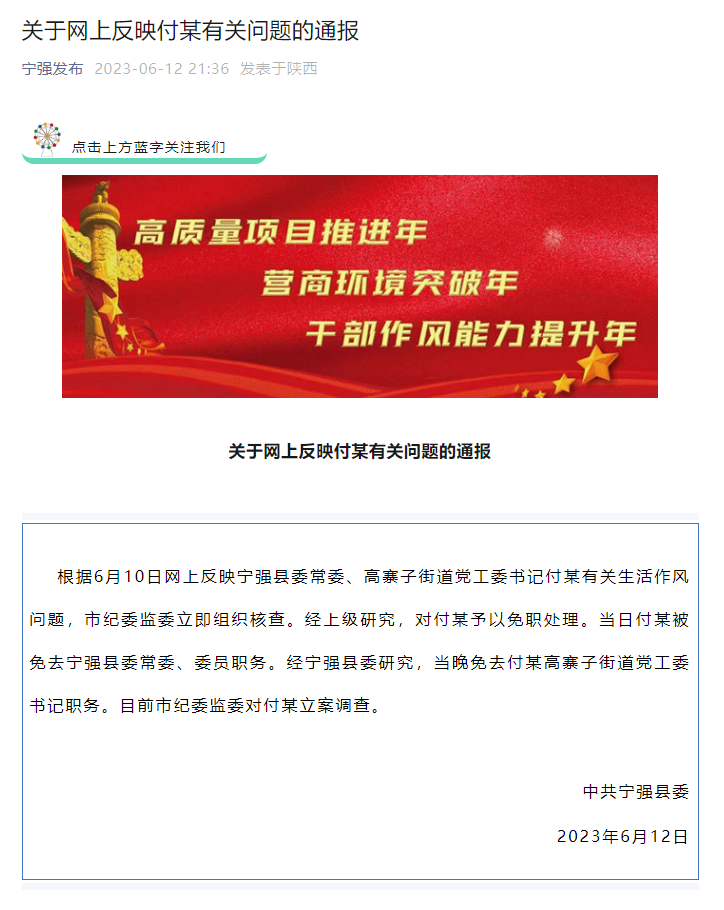 关于网上反映付某有关问题的通报
宁强发布 2023-06-12 21:36 发表于陕西
点击上方蓝字关注我们
高质量项目推进年
营商环境突破年
干部作风能力提升年
关于网上反映付某有关问题的通报
根据6月10日网上反映宁强县委常委、高寨子街道党工委书记付某有关生活作风
问题，市纪委监委立即组织核查。经上级研究，对付某予以免职处理。当日付某被
免去宁强县委常委、委员职务。经宁强县委研究，当晚免去付某高寨子街道党工委
书记职务。目前市纪委监委对付某立案调查。
中共宁强县委
2023年6月12日